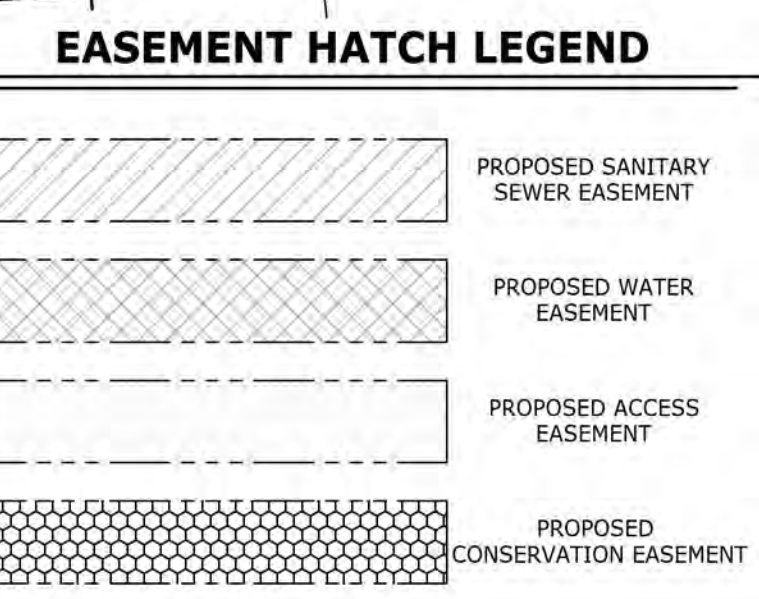 EASEMENT HATCH LEGEND
PROPOSED SANITARY
SEWER EASEMENT
PROPOSED WATER
EASEMENT
PROPOSED ACCESS
EASEMENT
PROPOSED
CONSERVATION EASEMENT